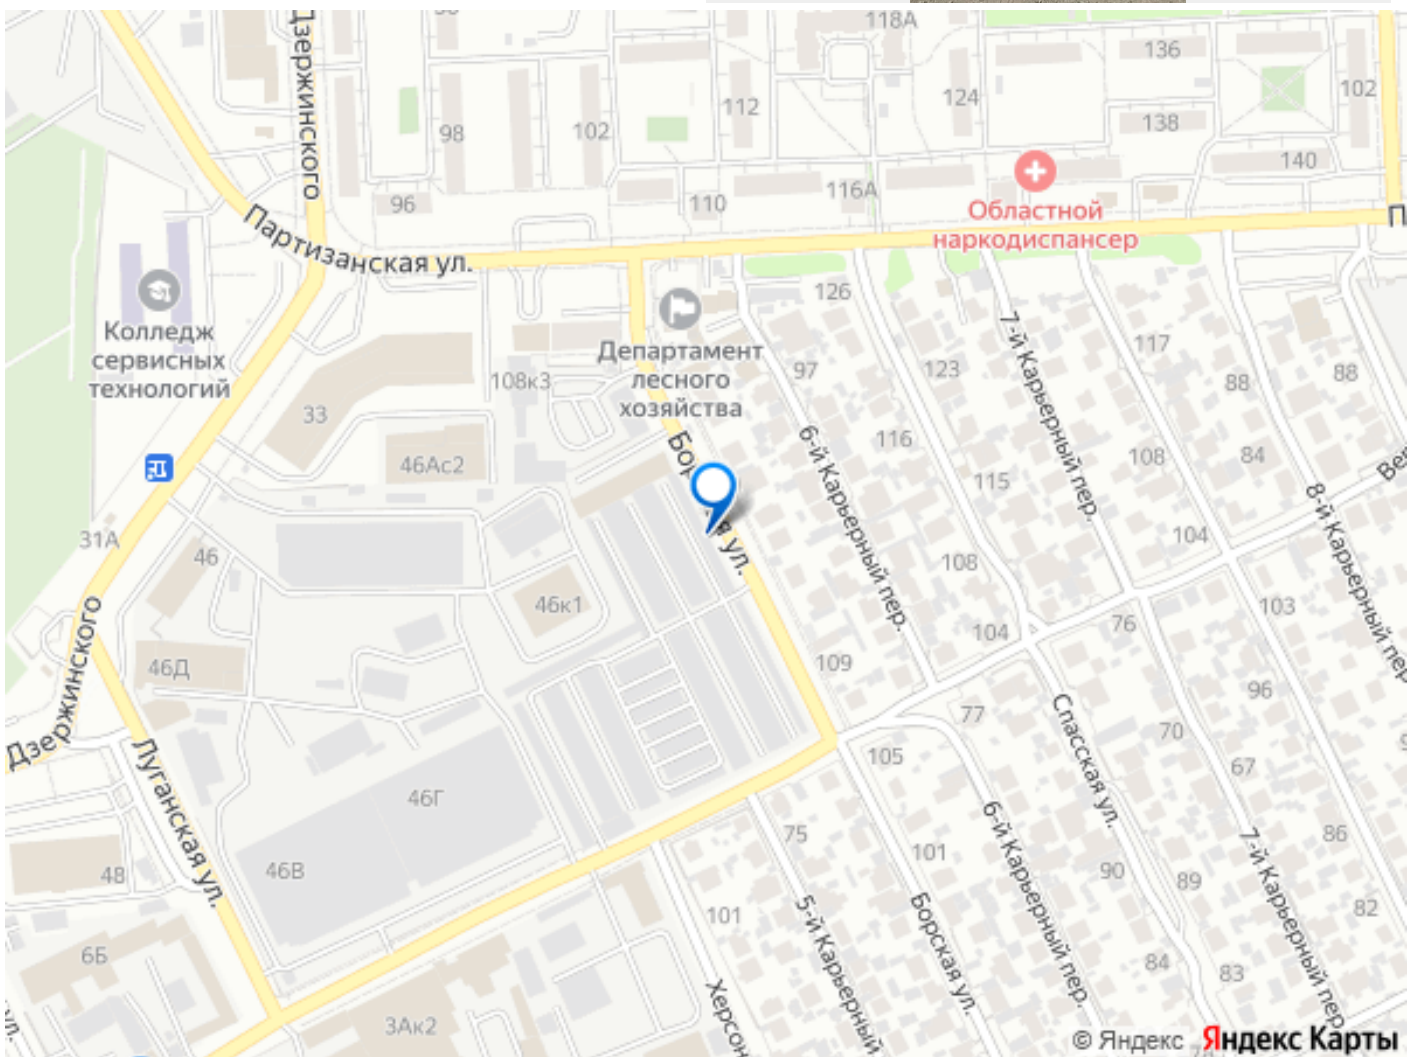 118А
136
Дзержинского
102
124
112
98
102
138
140
116А
96
110
Областной
наркодиспансер
Партизанская ул.
П
126
Колледж
сервисных
технологий
Департамент
лесного
хозяйства
7-й Карьерный пер.
117
97
123
108к3
88
88
33
6-й Карьерный пер.
116
46Ас2
108
84
115
Борская ул.
8-й Карьерный пер.
31А
46
104
108
46к1
103
76
104
Дзержинского
109
46Д
96
77
Спасская ул.
70
105
Луганская ул.
67
46Г
6-й Карьерный пер.
75
86
7-й Карьерный пер.
101
46В
90
48
89
5-й Карьерный
Борская ул.
82
101
6Б
84
83
Херсон
3Ак2
ул.
© Яндекс Яндекс Карты